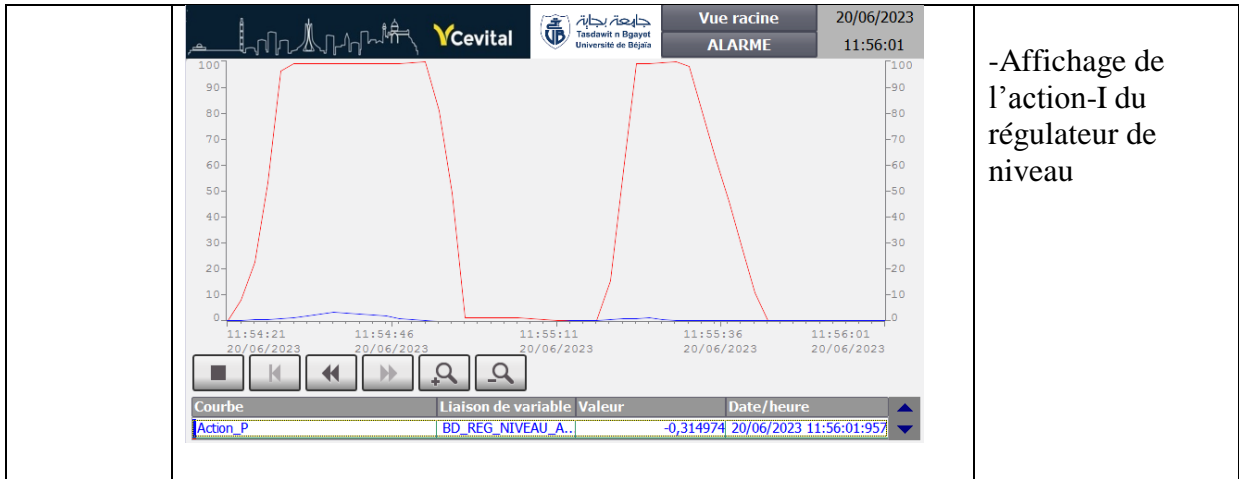 Cevital
جامعة بجاية
Tasdawit n Bgayet
Université de Béjaïa
Vue racine
ALARME
20/06/2023
11:56:01
100
90
80
70
60
50
40
30
20
10
0
100
90
80
70
60
50
40
30
20
10
0
11:54:21 11:54:46 11:55:11 11:55:36 11:56:01
20/06/2023 20/06/2023 20/06/2023 20/06/2023 20/06/2023
Courbe Liaison de variable Valeur Date/heure
Action_P BD_REG_NIVEAU_A.. -0,314974 20/06/2023 11:56:01:957
-Affichage de
l’action-I du
régulateur de
niveau